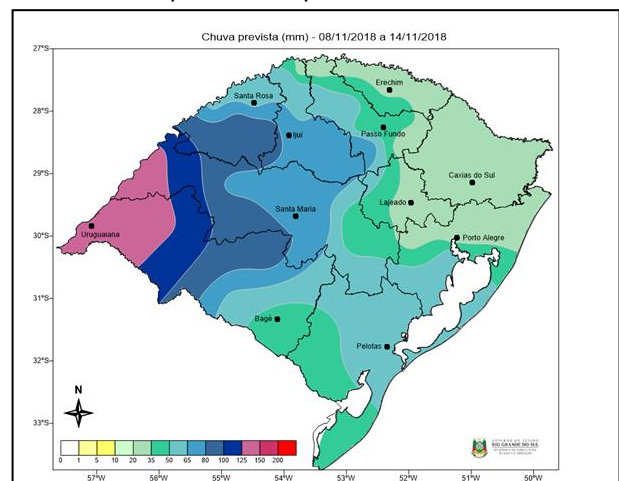 Chuva prevista (mm) - 08/11/2018 a 14/11/2018
27°S
Erechim
Santa Rosa
28°S
Passo Fundo
Ijuí
29°S
Caxias do Sul
Lajeado
Santa Maria
Uruguaiana
30°S
Porto Alegre
31°S
Bagé
Pelotas
32°S
N
33°S
0 1 5 10 20 35 50 65 80 100 125 150 200
RIO GRANDE DO SUL
57°W 56°W 55°W 54°W 53°W 52°W 51°W 50°W